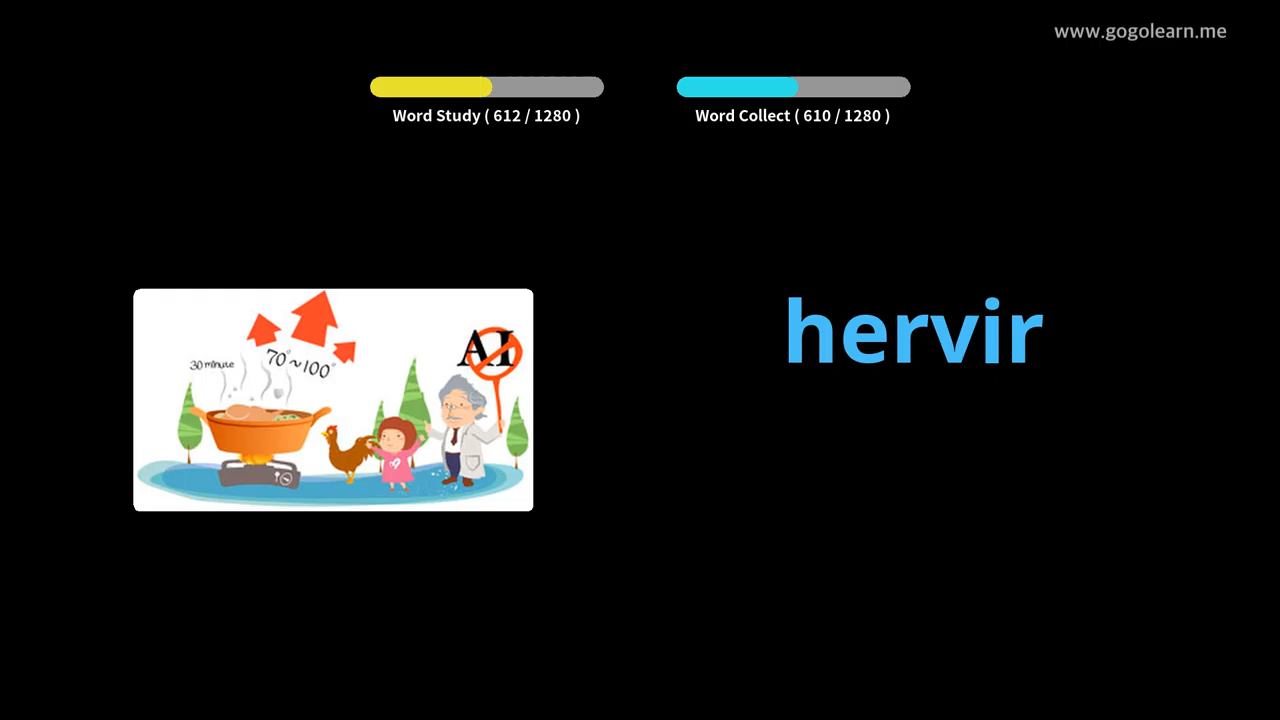 www.gogolearn.me
Word Study ( 612 / 1280 )
Word Collect ( 610 / 1280 )
30 minute
70°~100°
AI
hervir